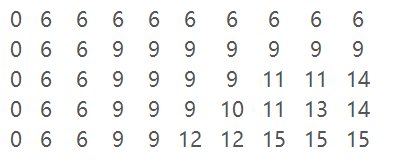 0 6 6 6 6 6 6 6 6 6
0 6 6 9 9 9 9 9 9 9
0 6 6 9 9 9 9 11 11 14
0 6 6 9 9 9 10 11 13 14
0 6 6 9 9 12 12 15 15 15